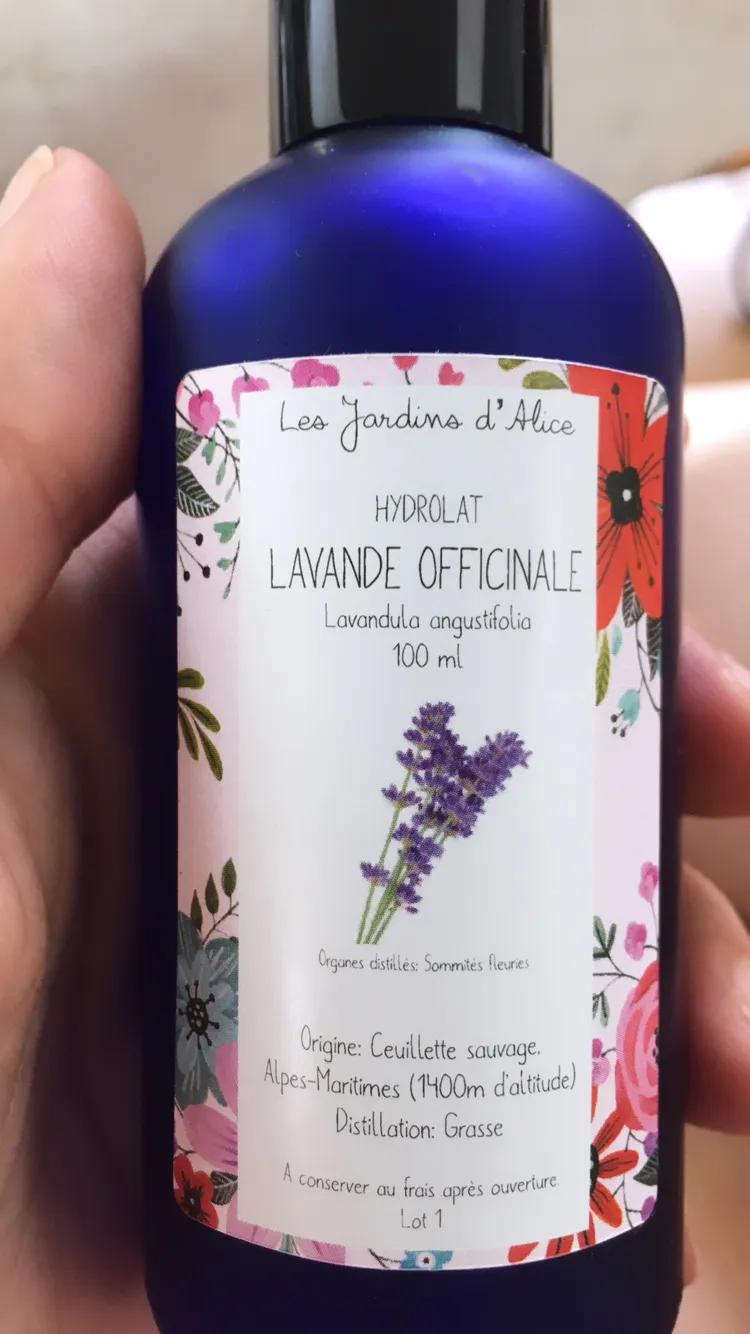 Les Jardins d'Alice
HYDROLAT
LAVANDE OFFICINALE
Lavandula angustifolia
100 ml
Organes distillés: Sommités fleuries
Origine: Ceuillette sauvage.
Alpes-Maritimes (1400m d'altitude)
Distillation: Grasse
A conserver au frais après ouverture.
Lot 1